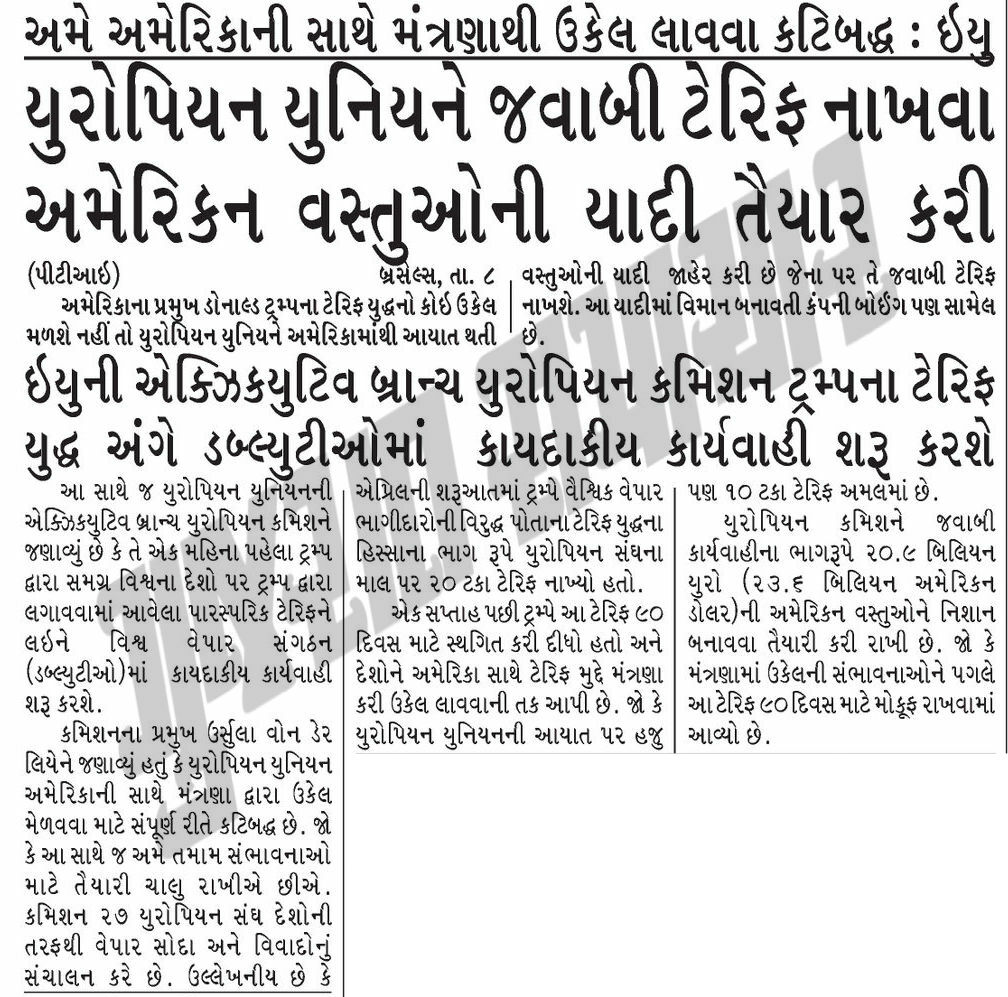 અમે અમેરિકાની સાથે મંત્રણાથી ઉકેલ લાવવા કટિબદ્ધ : ઇયુ
યુરોપિયન યુનિયને જવાબી ટેરિફ નાખવા
અમેરિકન વસ્તુઓની યાદી તૈયાર કરી
(પીટીઆઇ) બ્રસેલ્સ, તા. ૮
અમેરિકાના પ્રમુખ ડોનાલ્ડ ટ્રમ્પના ટેરિફ યુદ્ધનો કોઇ ઉકેલ
મળશે નહીં તો યુરોપિયન યુનિયને અમેરિકામાંથી આયાત થતી
વસ્તુઓની યાદી જાહેર કરી છે જેના પર તે જવાબી ટેરિફ
નાખશે. આ યાદીમાં વિમાન બનાવતી કંપની બોઇંગ પણ સામેલ
છે.
ઇયુની એક્ઝિકયુટિવ બ્રાન્ચ યુરોપિયન કમિશન ટ્રમ્પના ટેરિફ
યુદ્ધ અંગે ડબ્લ્યુટીઓમાં કાયદાકીય કાર્યવાહી શરૂ કરશે
આ સાથે જ યુરોપિયન યુનિયનની
એક્ઝિકયુટિવ બ્રાન્ચ યુરોપિયન કમિશને
જણાવ્યું છે કે તે એક મહિના પહેલા ટ્રમ્પ
દ્વારા સમગ્ર વિશ્વના દેશો પર ટ્રમ્પ દ્વારા
લગાવવામાં આવેલા પારસ્પરિક ટેરિફને
લઇને વિશ્વ વેપાર સંગઠન
(ડબ્લ્યુટીઓ)માં કાયદાકીય કાર્યવાહી
શરૂ કરશે.
કમિશનના પ્રમુખ ઉર્સુલા વોન ડેર
લિયેને જણાવ્યું હતું કે યુરોપિયન યુનિયન
અમેરિકાની સાથે મંત્રણા દ્વારા ઉકેલ
મેળવવા માટે સંપૂર્ણ રીતે કટિબદ્ધ છે. જો
કે આ સાથે જ અમે તમામ સંભાવનાઓ
માટે તૈયારી ચાલુ રાખીએ છીએ.
કમિશન ૨૭ યુરોપિયન સંઘ દેશોની
તરફથી વેપાર સોદા અને વિવાદોનું
સંચાલન કરે છે. ઉલ્લેખનીય છે કે
એપ્રિલની શરૂઆતમાં ટ્રમ્પે વૈશ્વિક વેપાર
ભાગીદારોની વિરુદ્ધ પોતાના ટેરિફ યુદ્ધના
હિસ્સાના ભાગ રૂપે યુરોપિયન સંઘના
માલ પર ૨૦ ટકા ટેરિફ નાખ્યો હતો.
એક સપ્તાહ પછી ટ્રમ્પે આ ટેરિફ ૯૦
દિવસ માટે સ્થગિત કરી દીધો હતો અને
દેશોને અમેરિકા સાથે ટેરિફ મુદ્દે મંત્રણા
કરી ઉકેલ લાવવાની તક આપી છે. જો કે
યુરોપિયન યુનિયનની આયાત પર હજુ
પણ ૧૦ ટકા ટેરિફ અમલમાં છે.
યુરોપિયન કમિશને જવાબી
કાર્યવાહીના ભાગરૂપે ૨૦.૯ બિલિયન
યુરો (૨૩.૬ બિલિયન અમેરિકન
ડોલર)ની અમેરિકન વસ્તુઓને નિશાન
બનાવવા તૈયારી કરી રાખી છે. જો કે
મંત્રણામાં ઉકેલની સંભાવનાઓને પગલે
આ ટેરિફ ૯૦ દિવસ માટે મોકૂફ રાખવામાં
આવ્યો છે.
ગુજરાત સમાચાર